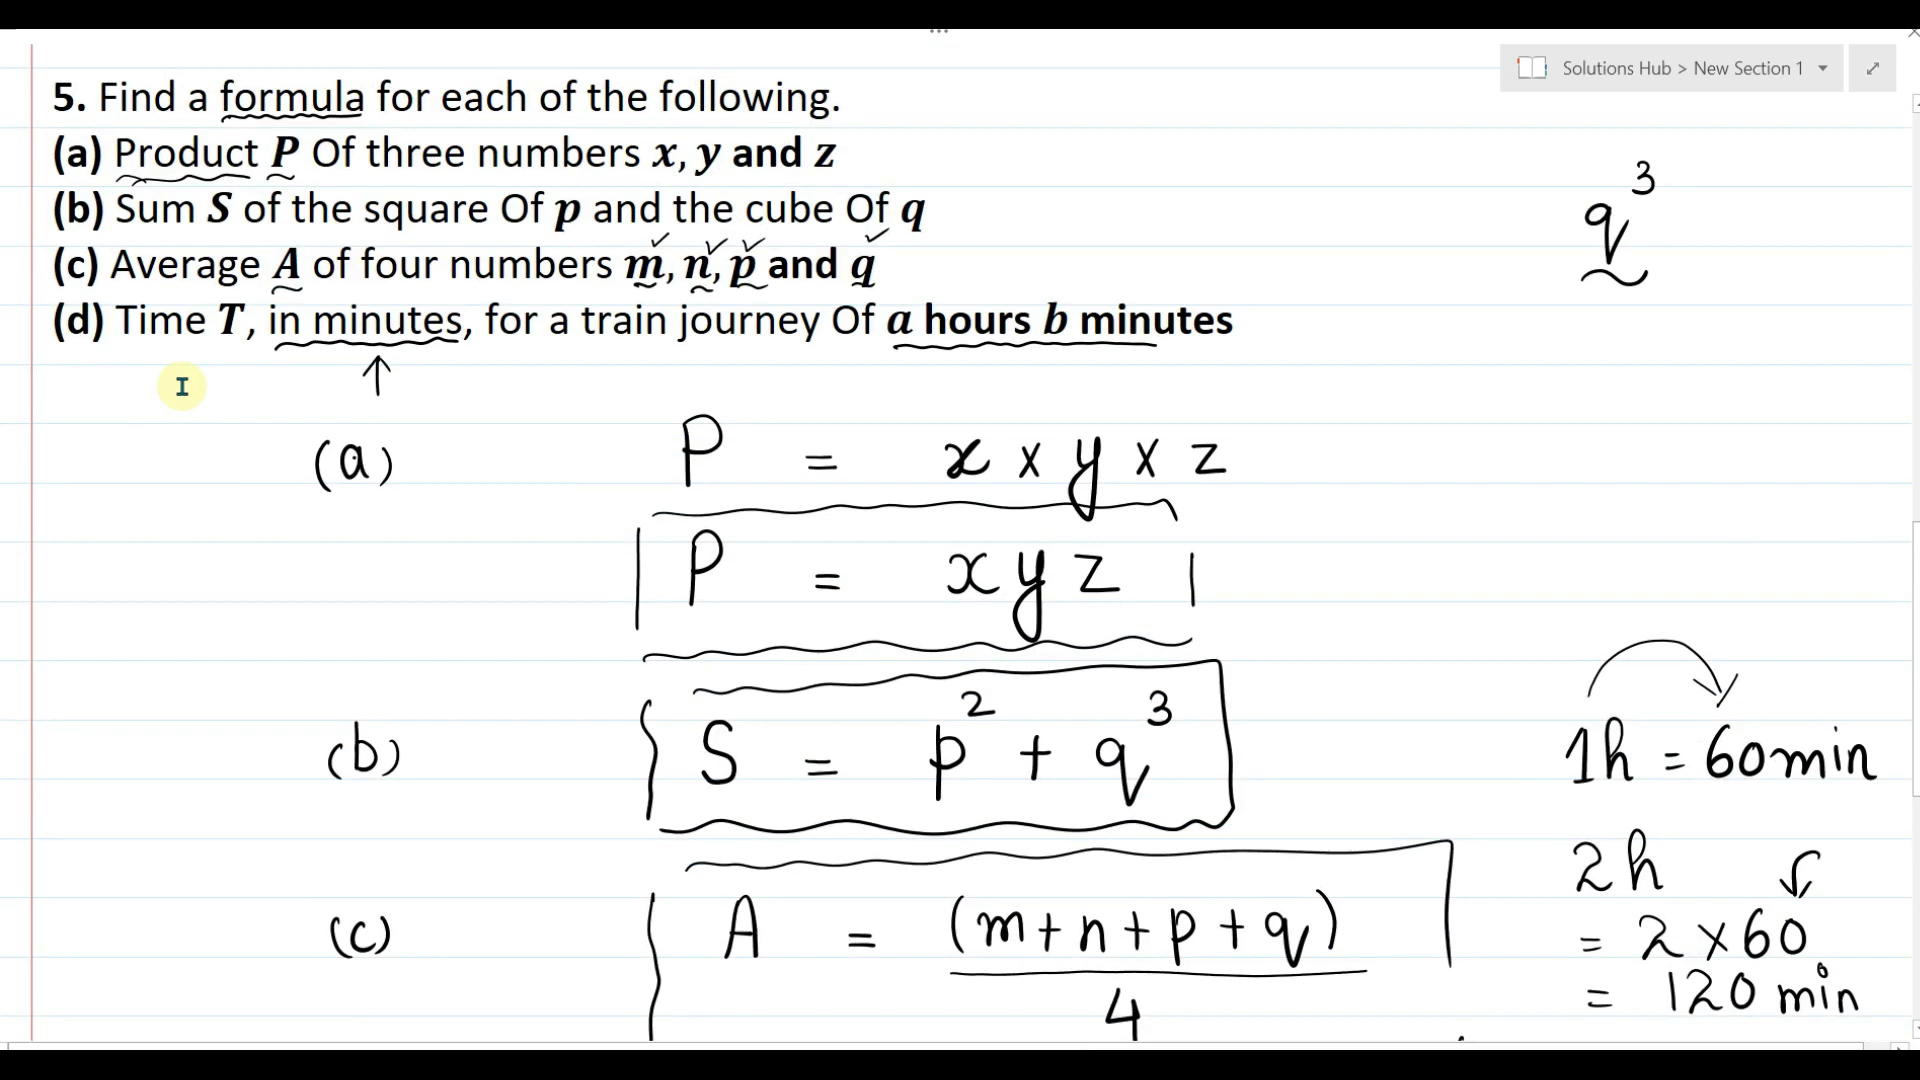 Solutions Hub > New Section 1
5. Find a formula for each of the following.
(a) Product P Of three numbers x, y and z
(b) Sum S of the square Of p and the cube Of q
(c) Average A of four numbers m, n, p and q
(d) Time T, in minutes, for a train journey Of a hours b minutes
q³
(a) P = x × y × z
P = xyz
(b) S = p² + q³
1h = 60min
2h
= 2 × 60
= 120 min
(c) A = (m+n+p+q)
4